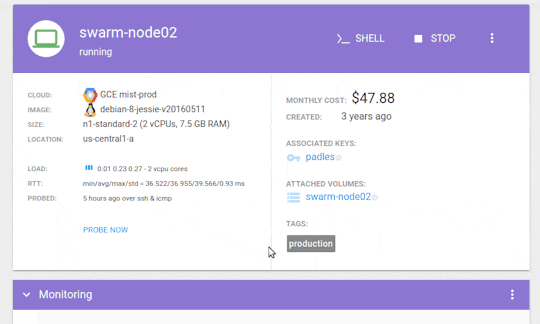 swarm-node02
running
SHELL
STOP
CLOUD: GCE mist-prod
IMAGE: debian-8-jessie-v20160511
SIZE: n1-standard-2 (2 vCPUs, 7.5 GB RAM)
LOCATION: us-central1-a
LOAD: 0.01 0.23 0.27 - 2 vcpu cores
RTT: min/avg/max/std = 36.522/36.955/39.566/0.93 ms
PROBED: 5 hours ago over ssh & icmp
PROBE NOW
MONTHLY COST: $47.88
CREATED: 3 years ago
ASSOCIATED KEYS:
padles
ATTACHED VOLUMES:
swarm-node02
TAGS:
production
Monitoring